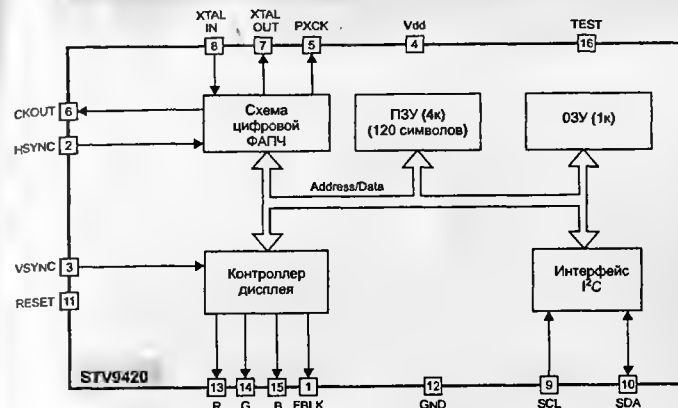 XTAL IN
XTAL OUT
PXCK
Vdd
TEST
8
7
5
4
16
CKOUT
6
HSYNC
2
Схема
цифровой
ФАПЧ
ПЗУ (4к)
(120 символов)
ОЗУ (1к)
Address/Data
VSYNC
3
RESET
11
Контроллер
дисплея
Интерфейс
I²C
STV9420
13
14
15
1
12
9
10
R
G
B
FBLK
GND
SCL
SDA